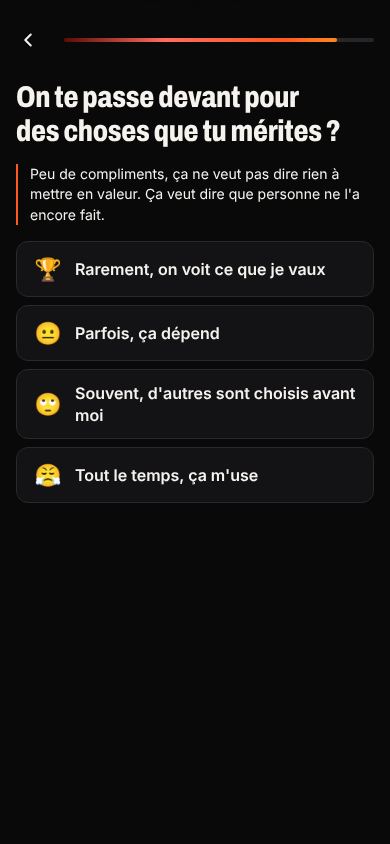 On te passe devant pour
des choses que tu mérites ?
Peu de compliments, ça ne veut pas dire rien à
mettre en valeur. Ça veut dire que personne ne l'a
encore fait.
Rarement, on voit ce que je vaux
Parfois, ça dépend
Souvent, d'autres sont choisis avant
moi
Tout le temps, ça m'use